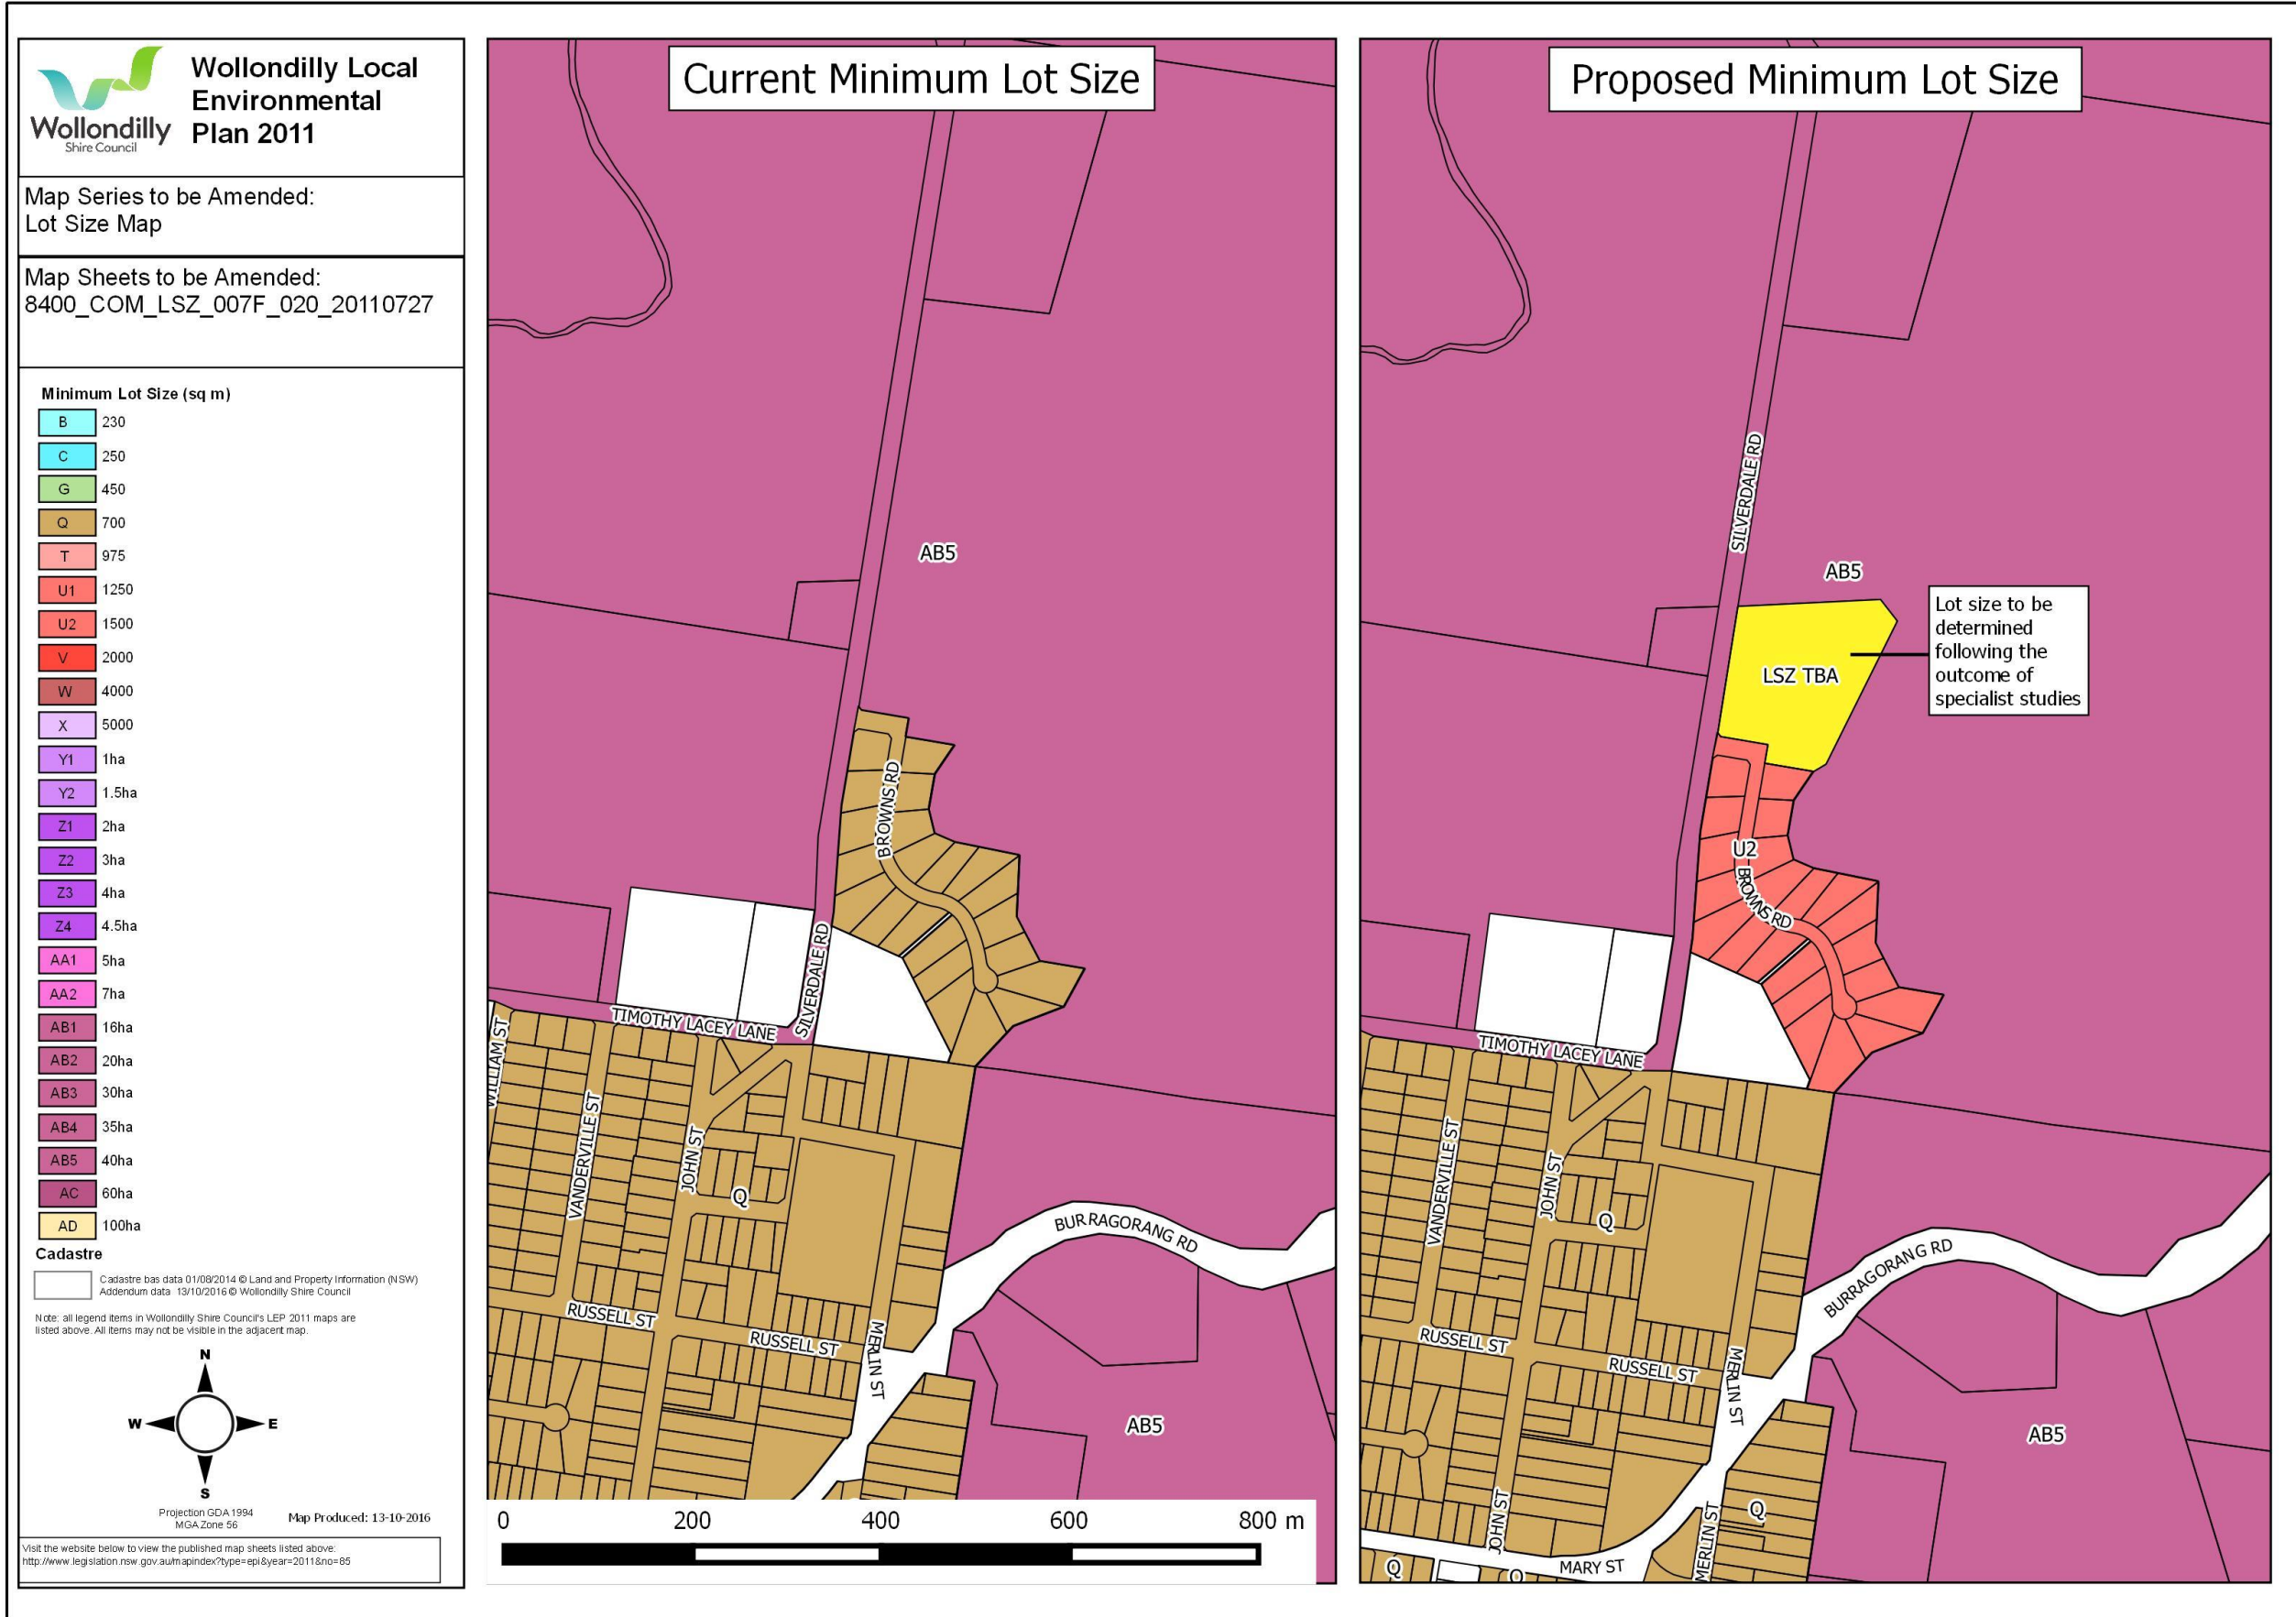 Wollondilly
Shire Council
Wollondilly Local
Environmental
Plan 2011
Map Series to be Amended:
Lot Size Map
Map Sheets to be Amended:
8400_COM_LSZ_007F_020_20110727
Minimum Lot Size (sq m)
B 230
C 250
G 450
Q 700
T 975
U1 1250
U2 1500
V 2000
W 4000
X 5000
Y1 1ha
Y2 1.5ha
Z1 2ha
Z2 3ha
Z3 4ha
Z4 4.5ha
AA1 5ha
AA2 7ha
AB1 16ha
AB2 20ha
AB3 30ha
AB4 35ha
AB5 40ha
AC 60ha
AD 100ha
Cadastre
Cadastre bas data 01/08/2014 © Land and Property Information (NSW)
Addendum data 13/10/2016 © Wollondilly Shire Council
Note: all legend items in Wollondilly Shire Council's LEP 2011 maps are
listed above. All items may not be visible in the adjacent map.
N
W E
S
Projection GDA 1994
MGA Zone 56
Map Produced: 13-10-2016
Visit the website below to view the published map sheets listed above:
http://www.legislation.nsw.gov.au/mapindex?type=epi&year=2011&no=85
Current Minimum Lot Size
AB5
BROWNS RD
SILVERDALE RD
TIMOTHY LACEY LANE
WILLIAM ST
VANDERVILLE ST
JOHN ST
Q
BURRAGORANG RD
RUSSELL ST
RUSSELL ST
MERLIN ST
AB5
0 200 400 600 800 m
Proposed Minimum Lot Size
SILVERDALE RD
AB5
Lot size to be
determined
following the
outcome of
specialist studies
LSZ TBA
U2
BROWNS RD
TIMOTHY LACEY LANE
VANDERVILLE ST
JOHN ST
Q
BURRAGORANG RD
RUSSELL ST
RUSSELL ST
MERLIN ST
AB5
JOHN ST
Q
MERLIN ST
MARY ST
Q
Q